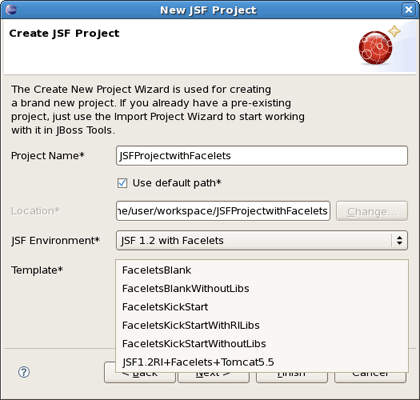 New JSF Project
Create JSF Project
The Create New Project Wizard is used for creating
a brand new project. If you already have a pre-existing
project, just use the Import Project Wizard to start working
with it in JBoss Tools.
Project Name* JSFProjectwithFacelets
Use default path*
Location* ne/user/workspace/JSFProjectwithFacelets Change...
JSF Environment* JSF 1.2 with Facelets
Template*
FaceletsBlank
FaceletsBlankWithoutLibs
FaceletsKickStart
FaceletsKickStartWithRILibs
FaceletsKickStartWithoutLibs
JSF1.2RI+Facelets+Tomcat5.5
? < Back Next > Finish Cancel